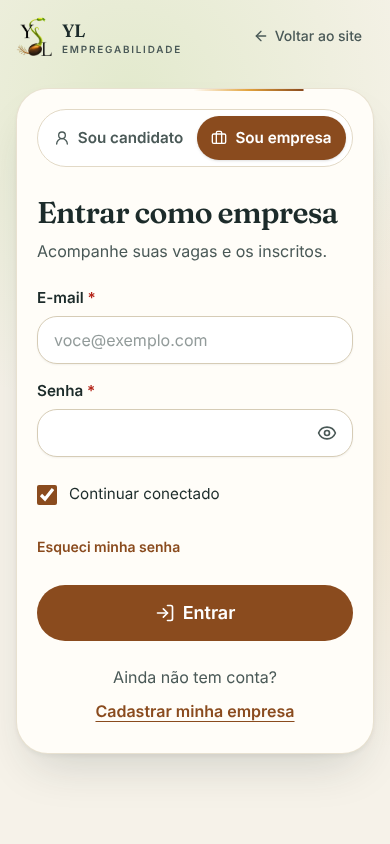 YL
YL
EMPREGABILIDADE
Voltar ao site
Sou candidato
Sou empresa
Entrar como empresa
Acompanhe suas vagas e os inscritos.
E-mail *
voce@exemplo.com
Senha *
Continuar conectado
Esqueci minha senha
Entrar
Ainda não tem conta?
Cadastrar minha empresa